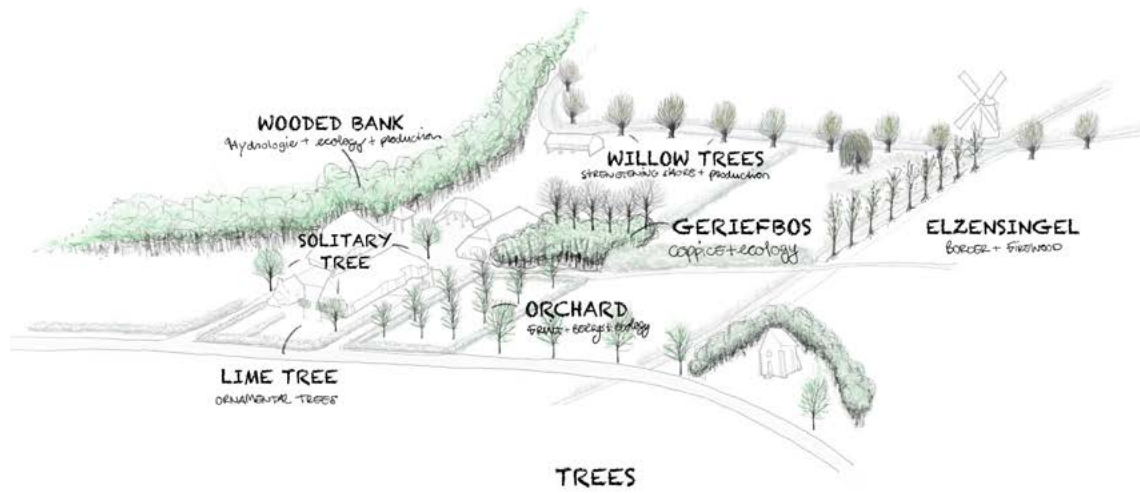 WOODED BANK
Hydrologie + ecology + production
WILLOW TREES
STRENGTENING SHORE + production
SOLITARY
TREE
GERIEFBOS
coppice + ecology
ELZENSINGEL
BORDER + FIREWOOD
ORCHARD
FRUIT + BERRY + ecology
LIME TREE
ORNAMENTAL TREES
TREES